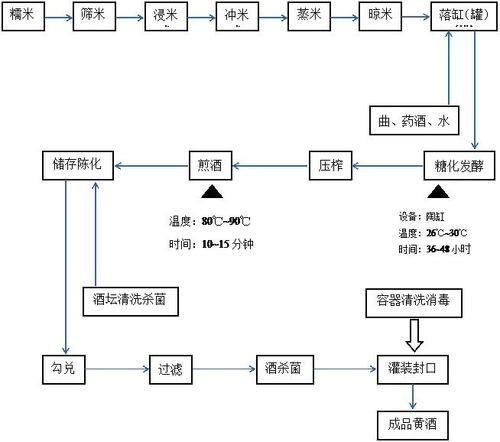 糯米
筛米
浸米
冲米
蒸米
晾米
落缸(罐)
曲、药酒、水
储存陈化
煎酒
压榨
糖化发酵
温度：80℃~90℃
时间：10~15分钟
设备：陶缸
温度：26℃~30℃
时间：36-48小时
酒坛清洗杀菌
容器清洗消毒
勾兑
过滤
酒杀菌
灌装封口
成品黄酒